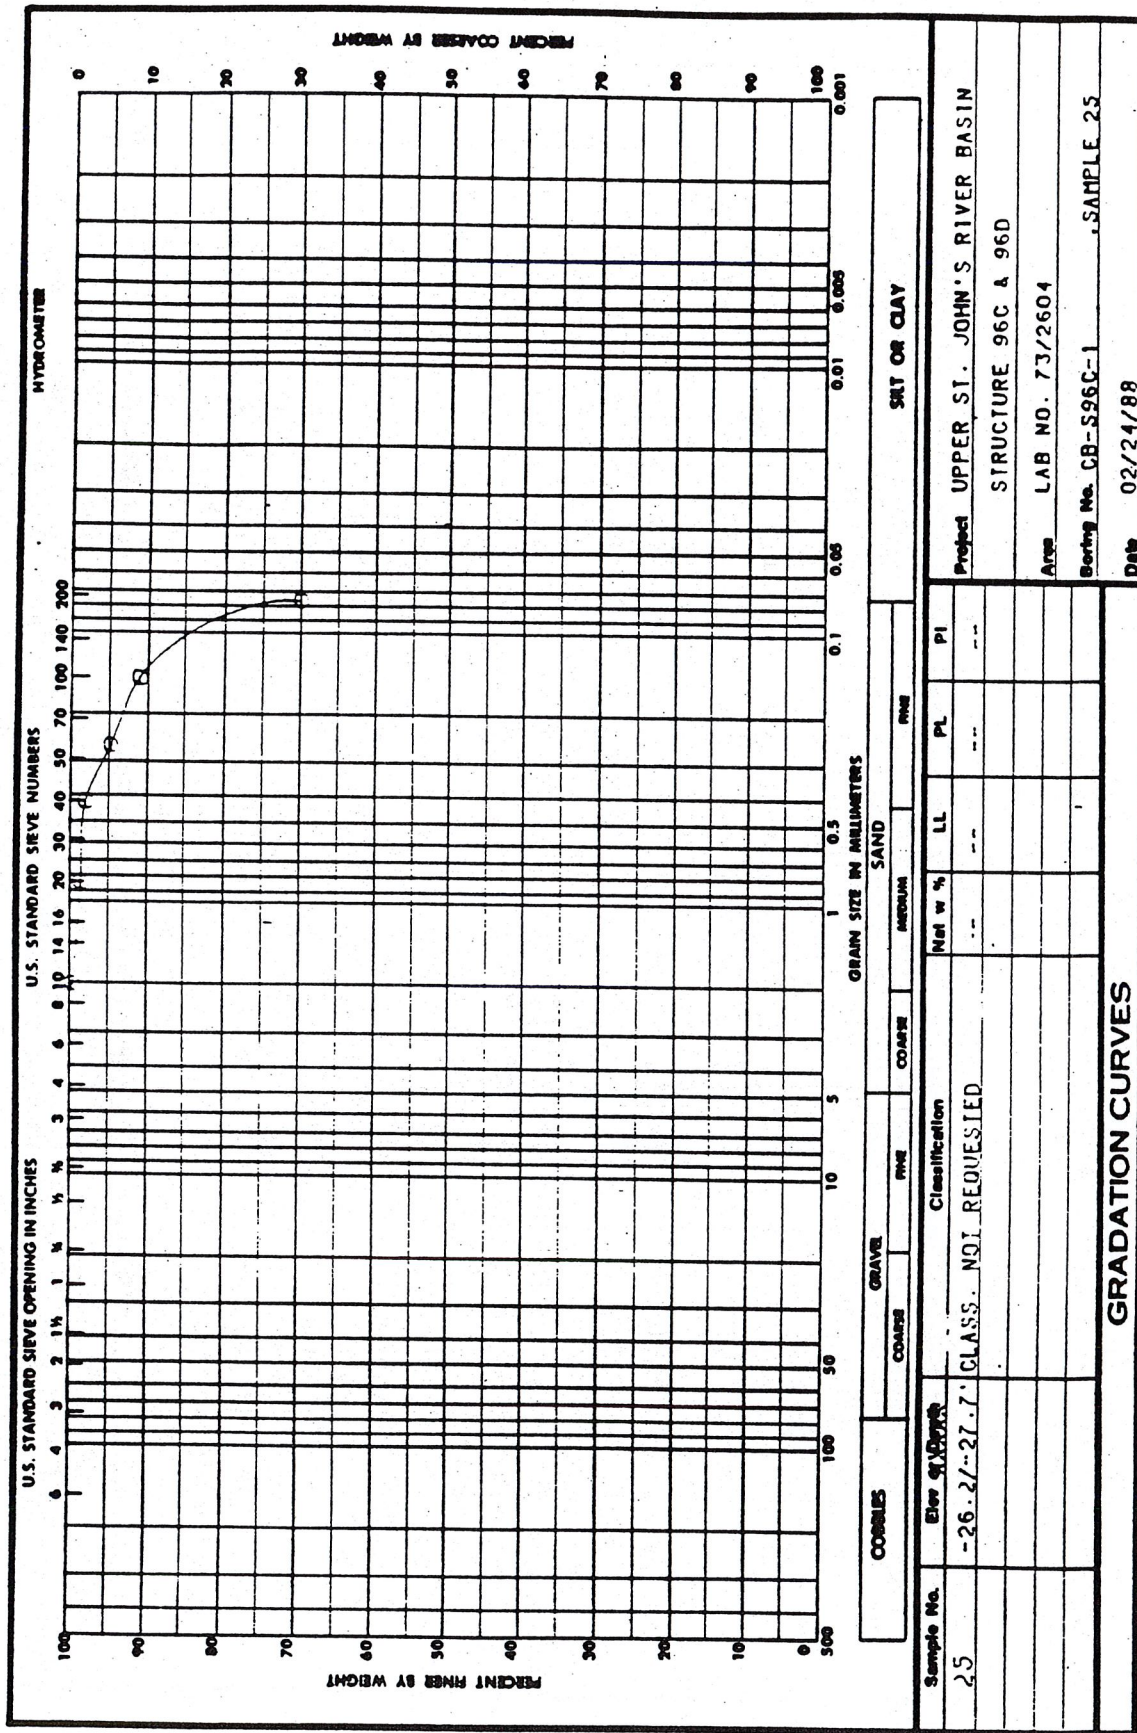 U.S. STANDARD SIEVE OPENING IN INCHES
U.S. STANDARD SIEVE NUMBERS
HYDROMETER
6 4 3 2 1½ 1 ¾ ½ ⅜ 3 4 6 8 10 14 16 20 30 40 50 70 100 140 200
PERCENT FINER BY WEIGHT
100
90
80
70
60
50
40
30
20
10
0
PERCENT COARSER BY WEIGHT
0
10
20
30
40
50
60
70
80
90
100
500 100 50 10 5 1 0.5 0.1 0.05 0.01 0.005 0.001
GRAIN SIZE IN MILLIMETERS
COBBLES
GRAVEL
SAND
SILT OR CLAY
COARSE FINE COARSE MEDIUM FINE
Sample No. Elev or Depth Classification Nat w % LL PL PI
25 -26.2/-27.7' CLASS. NOT REQUESTED -- -- -- --
Project UPPER ST. JOHN'S RIVER BASIN
STRUCTURE 96C & 96D
Area LAB NO. 73/2604
Boring No. CB-S96C-1 , SAMPLE 25
Date 02/24/88
GRADATION CURVES